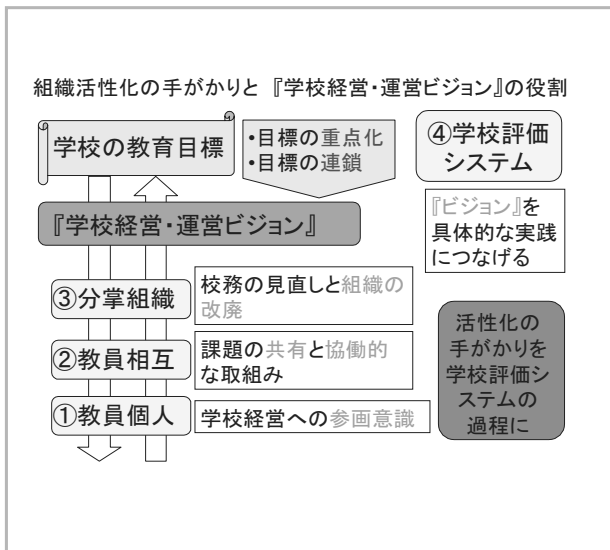 組織活性化の手がかりと 『学校経営・運営ビジョン』の役割
学校の教育目標
・目標の重点化
・目標の連鎖
④学校評価
システム
『学校経営・運営ビジョン』
『ビジョン』を
具体的な実践
につなげる
③分掌組織
校務の見直しと組織の
改廃
②教員相互
課題の共有と協働的
な取組み
①教員個人
学校経営への参画意識
活性化の
手がかりを
学校評価シ
ステムの
過程に